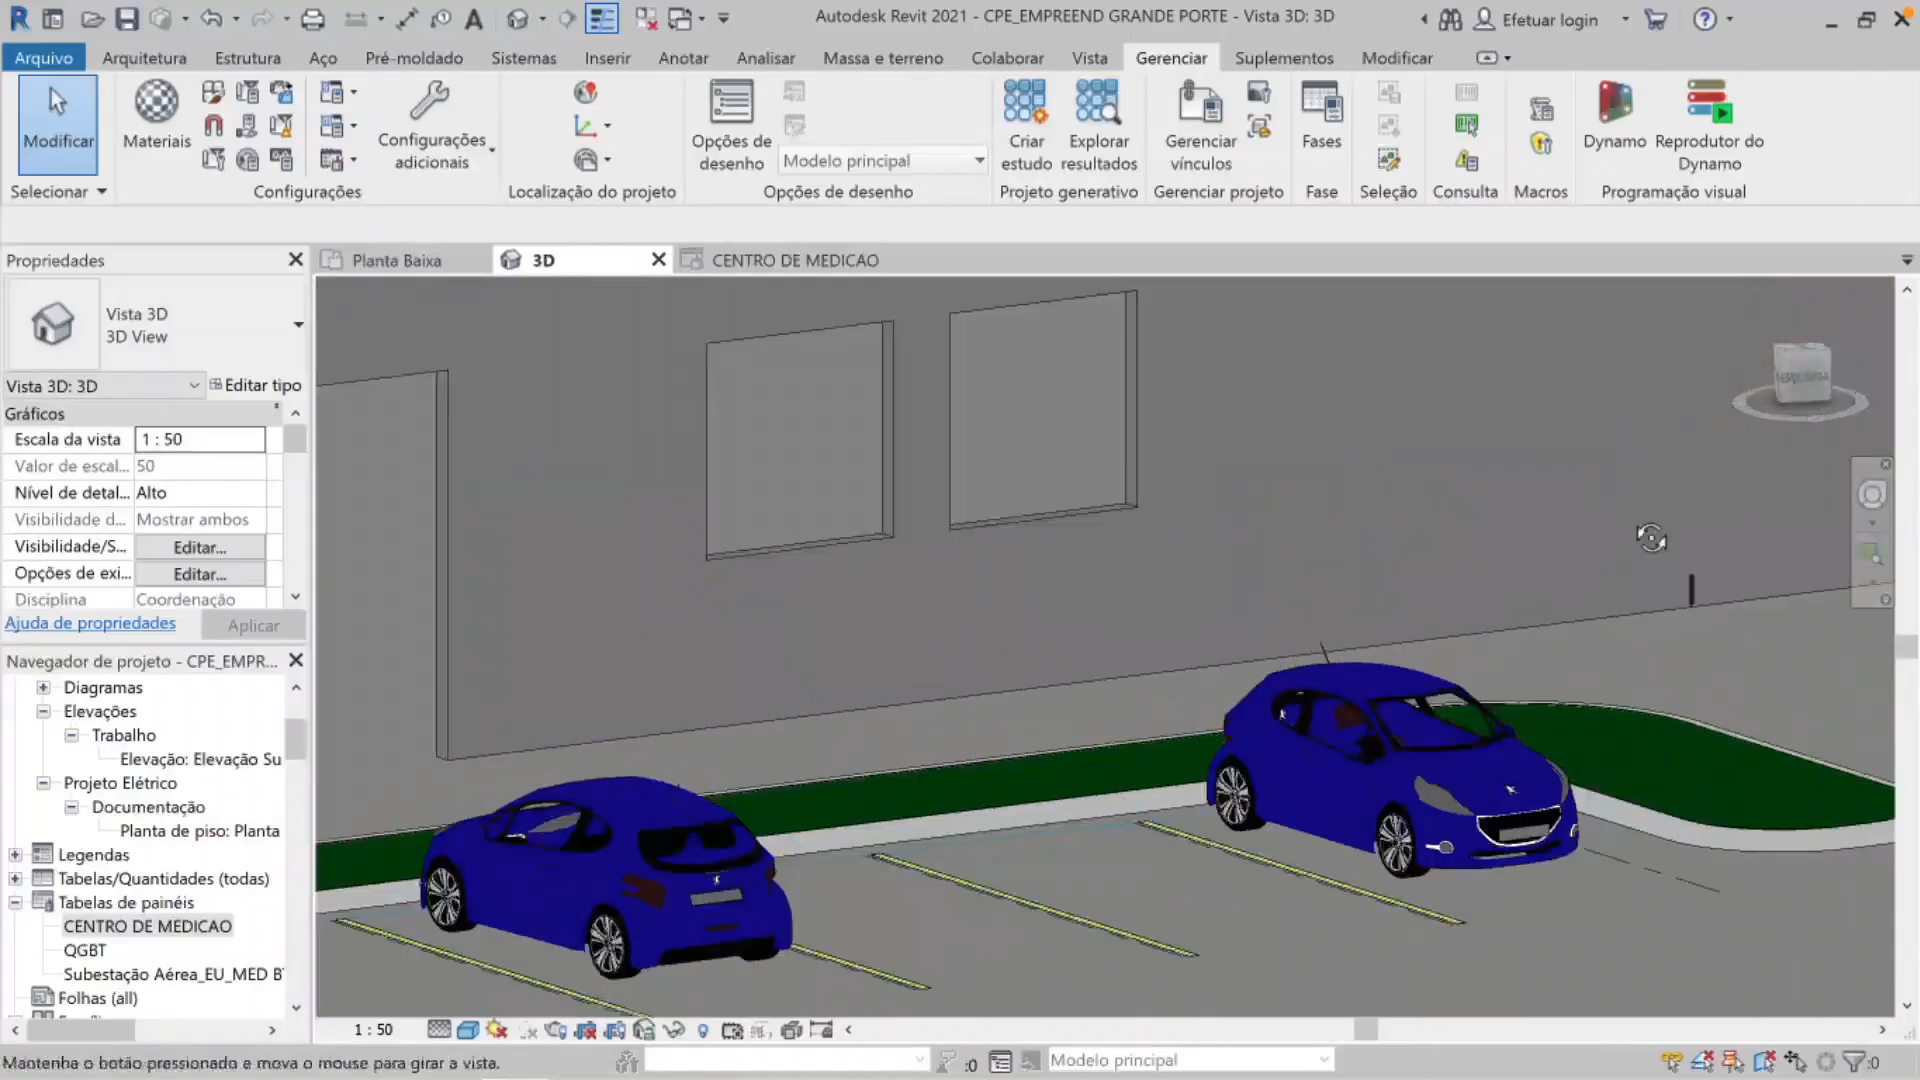 Autodesk Revit 2021 - CPE_EMPREEND GRANDE PORTE - Vista 3D: 3D
Efetuar login
Arquivo Arquitetura Estrutura Aço Pré-moldado Sistemas Inserir Anotar Analisar Massa e terreno Colaborar Vista Gerenciar Suplementos Modificar
Modificar
Materiais
Configurações adicionais
Opções de desenho
Modelo principal
Criar estudo
Explorar resultados
Gerenciar vínculos
Fases
Dynamo
Reprodutor do Dynamo
Selecionar
Configurações
Localização do projeto
Opções de desenho
Projeto generativo
Gerenciar projeto
Fase
Seleção
Consulta
Macros
Programação visual
Propriedades
Planta Baixa
3D
CENTRO DE MEDICAO
Vista 3D
3D View
Vista 3D: 3D
Editar tipo
Gráficos
Escala da vista 1 : 50
Valor de escal... 50
Nível de detal... Alto
Visibilidade d... Mostrar ambos
Visibilidade/S... Editar...
Opções de exi... Editar...
Disciplina Coordenação
Ajuda de propriedades
Aplicar
Navegador de projeto - CPE_EMPR...
Diagramas
Elevações
Trabalho
Elevação: Elevação Su
Projeto Elétrico
Documentação
Planta de piso: Planta
Legendas
Tabelas/Quantidades (todas)
Tabelas de painéis
CENTRO DE MEDICAO
QGBT
Subestação Aérea_EU_MED B
Folhas (all)
1 : 50
Mantenha o botão pressionado e mova o mouse para girar a vista.
:0
Modelo principal
:0